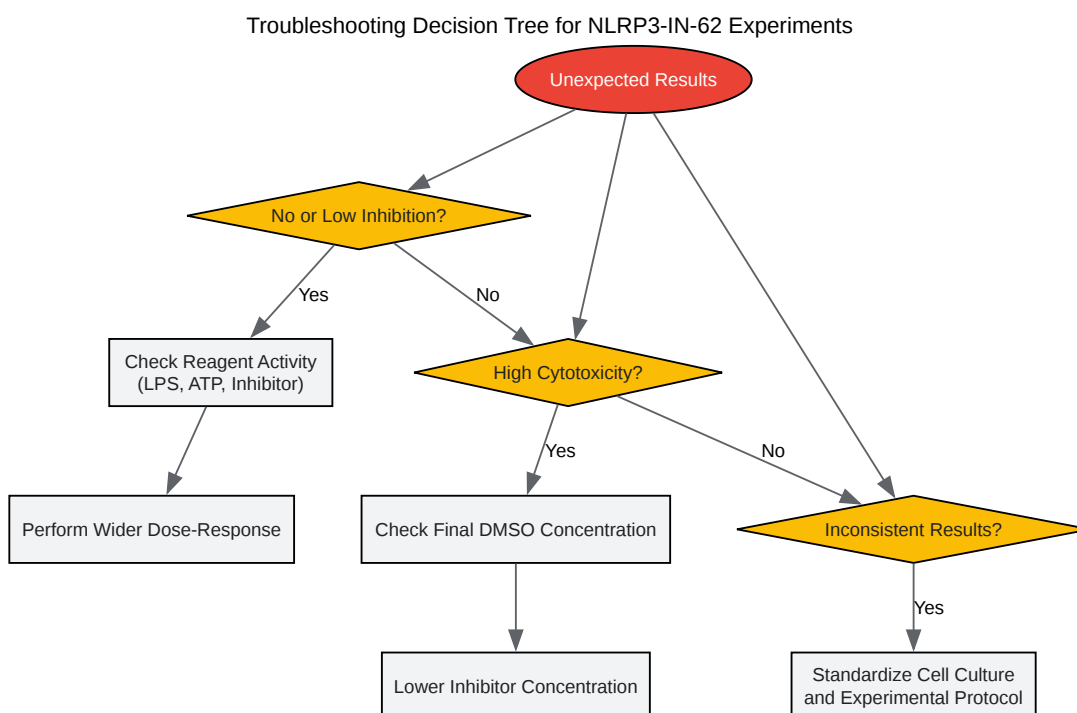 Troubleshooting Decision Tree for NLRP3-IN-62 Experiments
Unexpected Results
No or Low Inhibition?
Yes
No
Check Reagent Activity
(LPS, ATP, Inhibitor)
High Cytotoxicity?
Yes
No
Perform Wider Dose-Response
Check Final DMSO Concentration
Inconsistent Results?
Yes
Lower Inhibitor Concentration
Standardize Cell Culture
and Experimental Protocol